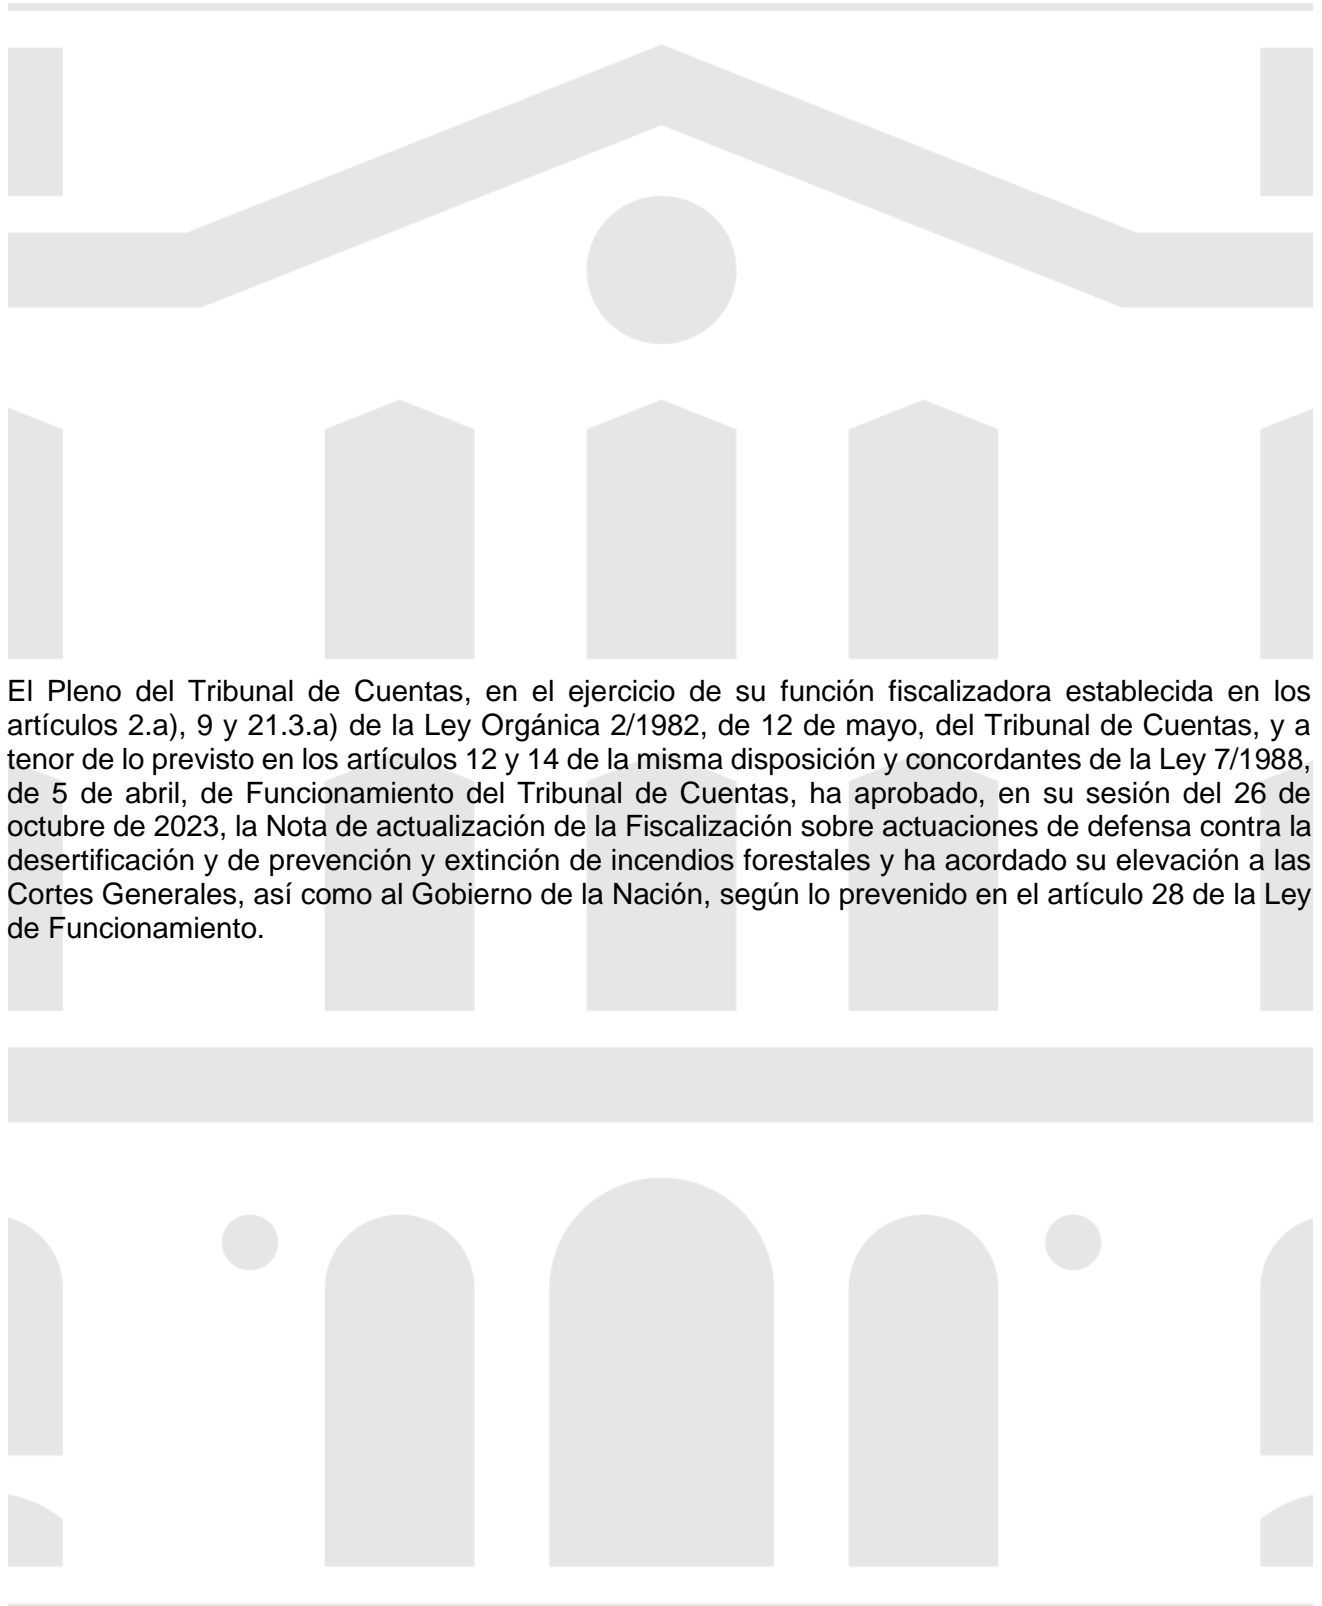 El Pleno del Tribunal de Cuentas, en el ejercicio de su función fiscalizadora establecida en los
artículos 2.a), 9 y 21.3.a) de la Ley Orgánica 2/1982, de 12 de mayo, del Tribunal de Cuentas, y a
tenor de lo previsto en los artículos 12 y 14 de la misma disposición y concordantes de la Ley 7/1988,
de 5 de abril, de Funcionamiento del Tribunal de Cuentas, ha aprobado, en su sesión del 26 de
octubre de 2023, la Nota de actualización de la Fiscalización sobre actuaciones de defensa contra la
desertificación y de prevención y extinción de incendios forestales y ha acordado su elevación a las
Cortes Generales, así como al Gobierno de la Nación, según lo prevenido en el artículo 28 de la Ley
de Funcionamiento.